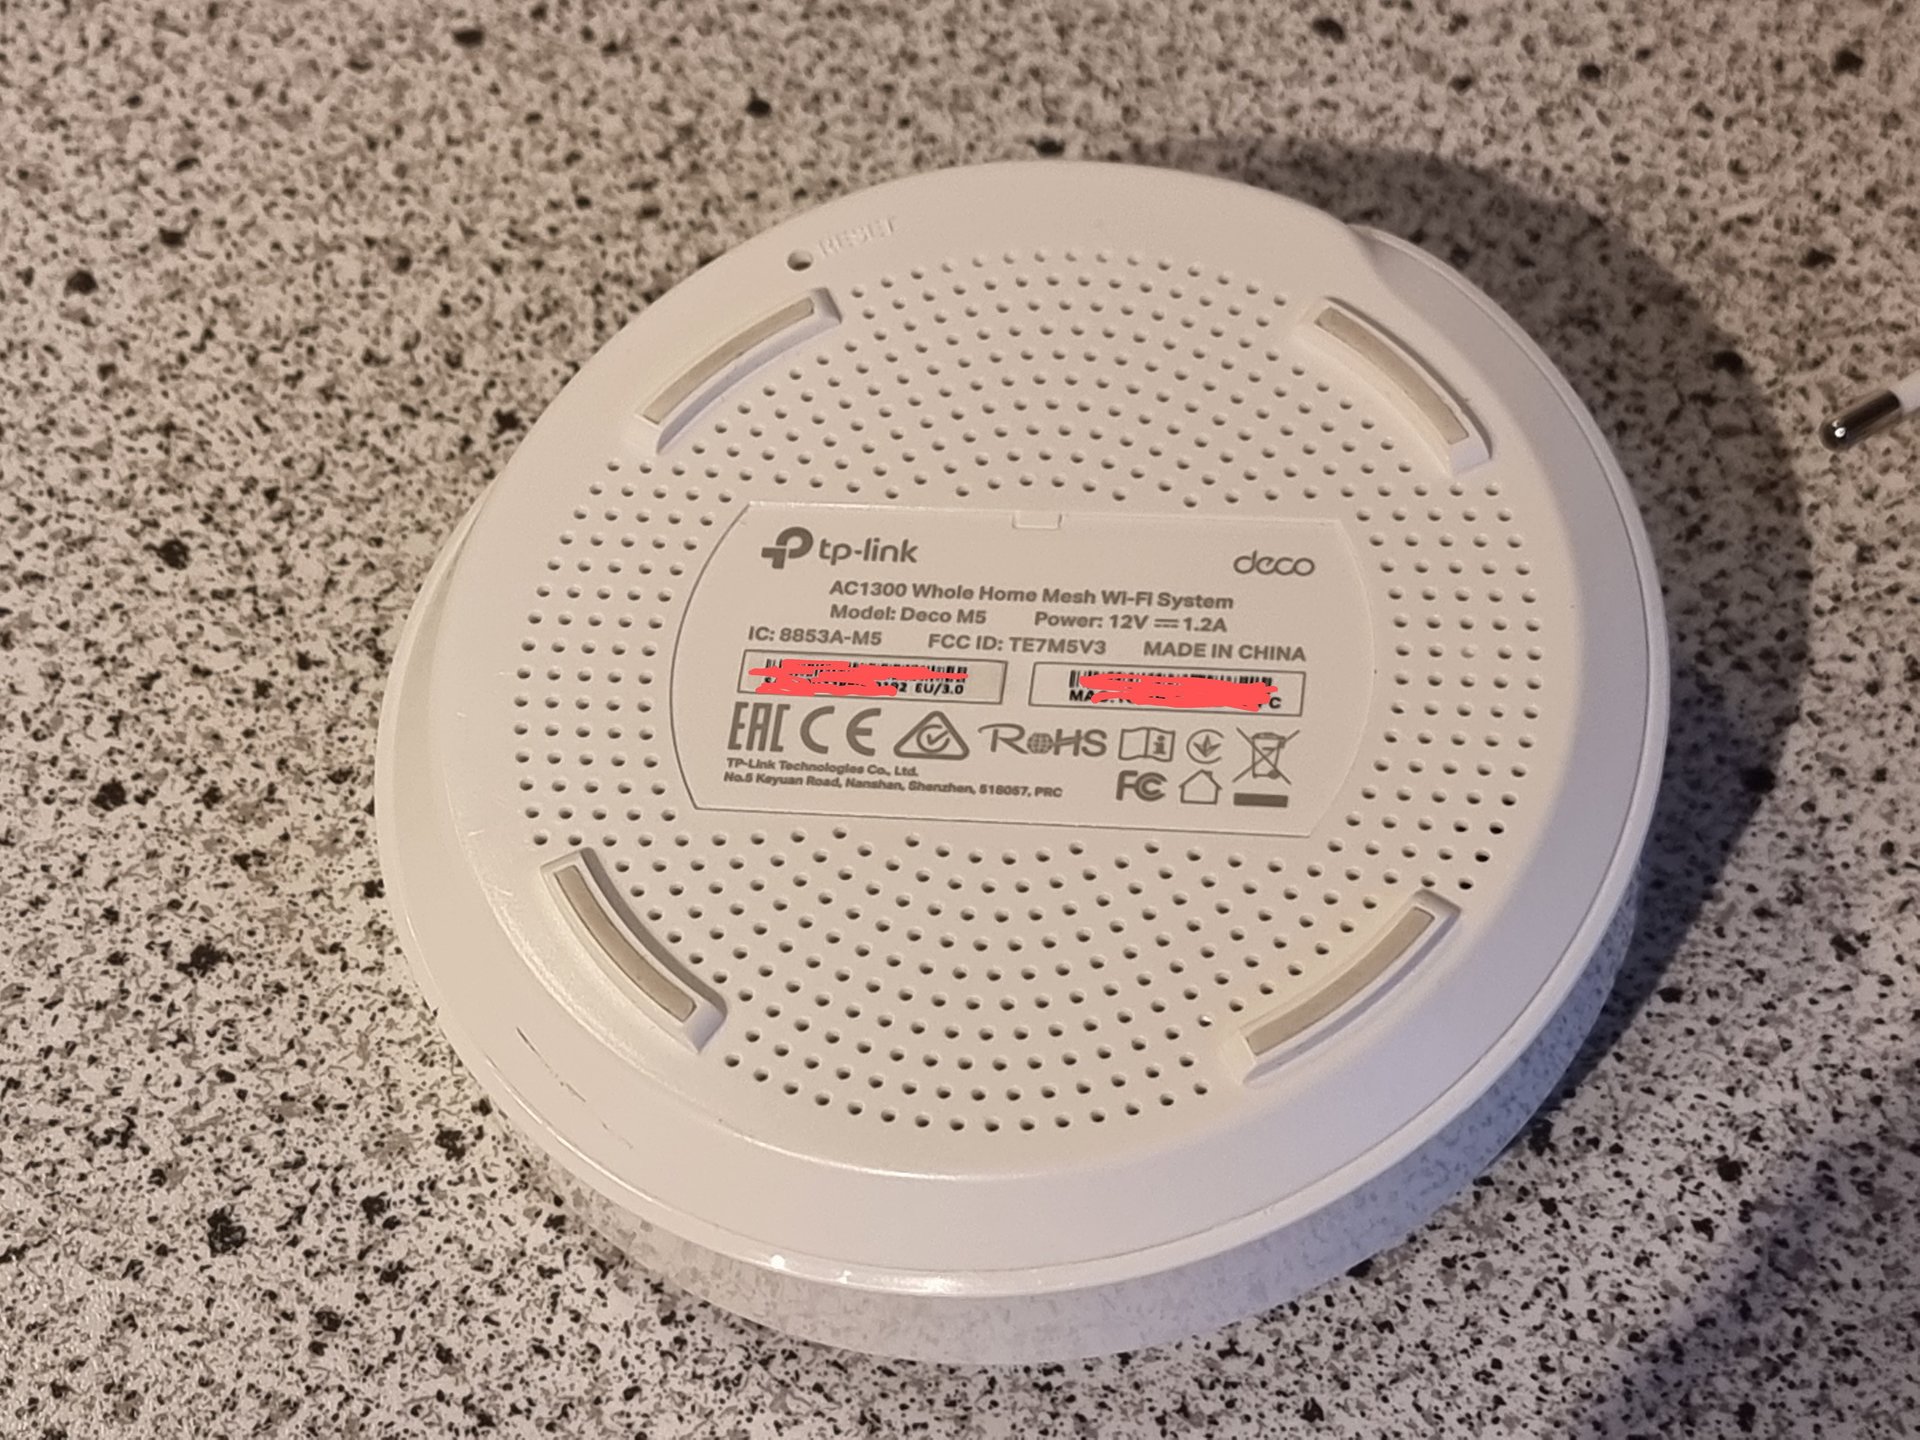 RESET
tp-link
deco
AC1300 Whole Home Mesh Wi-Fi System
Model: Deco M5 Power: 12V ⎓ 1.2A
IC: 8853A-M5 FCC ID: TE7M5V3 MADE IN CHINA
EU/3.0
EAC CE RoHS
TP-Link Technologies Co., Ltd.
No.5 Keyuan Road, Nanshan, Shenzhen, 518057, PRC
FC